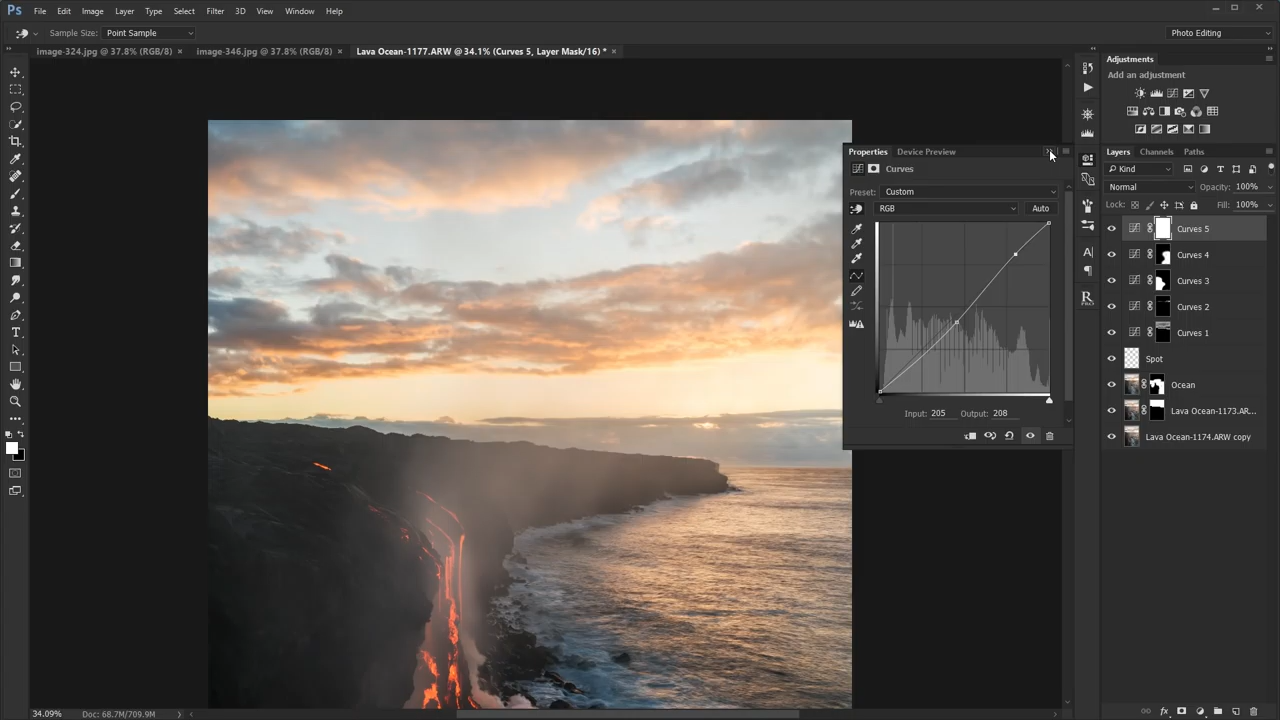 Ps File Edit Image Layer Type Select Filter 3D View Window Help
Sample Size: Point Sample Photo Editing
image-324.jpg @ 37.8% (RGB/8) × image-346.jpg @ 37.8% (RGB/8) × Lava Ocean-1177.ARW @ 34.1% (Curves 5, Layer Mask/16) * ×
Adjustments
Add an adjustment
Properties Device Preview
Curves
Preset: Custom
RGB Auto
Input: 205 Output: 208
Layers Channels Paths
Kind
Normal Opacity: 100%
Lock: Fill: 100%
Curves 5
Curves 4
Curves 3
Curves 2
Curves 1
Spot
Ocean
Lava Ocean-1173.AR...
Lava Ocean-1174.ARW copy
34.09% Doc: 68.7M/709.9M